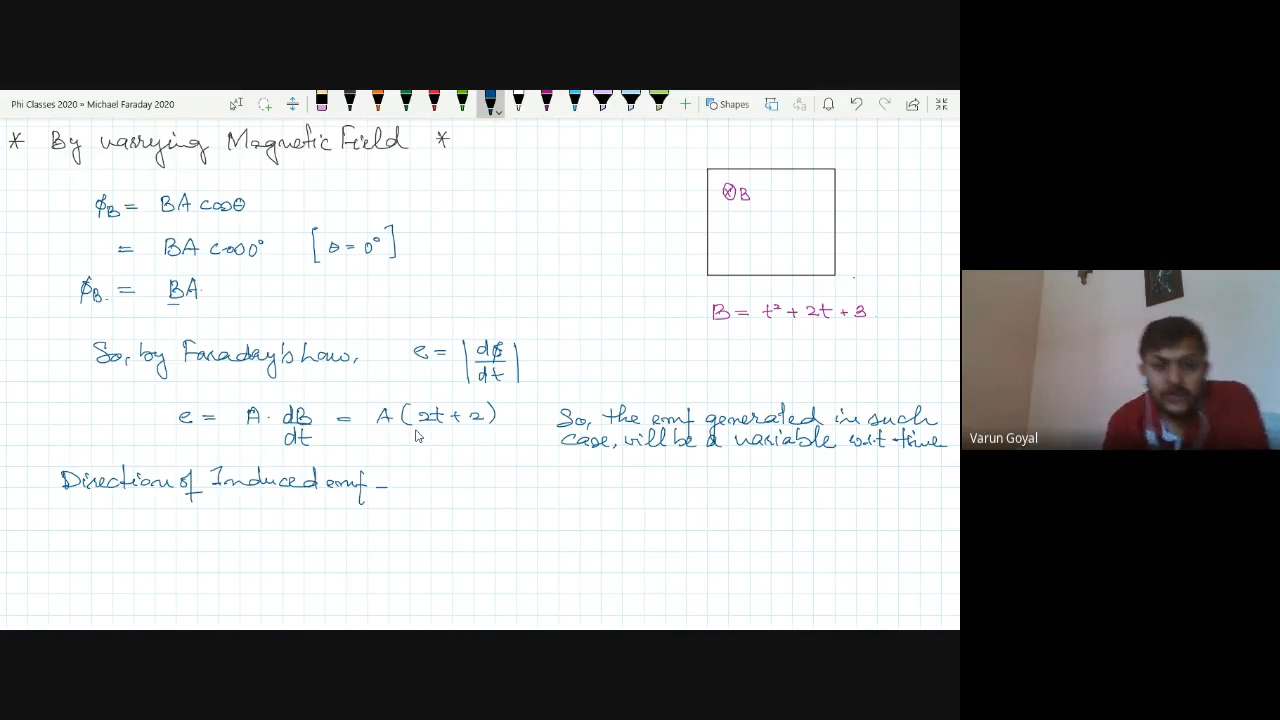 Phi Classes 2020 » Michael Faraday 2020
Shapes
* By varrying Magnetic Field *
ϕB = BA cosθ
= BA cos0° [θ = 0°]
ϕB. = BA
⊗B
B = t² + 2t + 3
So, by Faraday's Law, e = |dϕ/dt|
e = A · dB/dt = A(2t+2)
So, the emf generated in such
case, will be a variable w.r.t time
Direction of Induced emf –
Varun Goyal